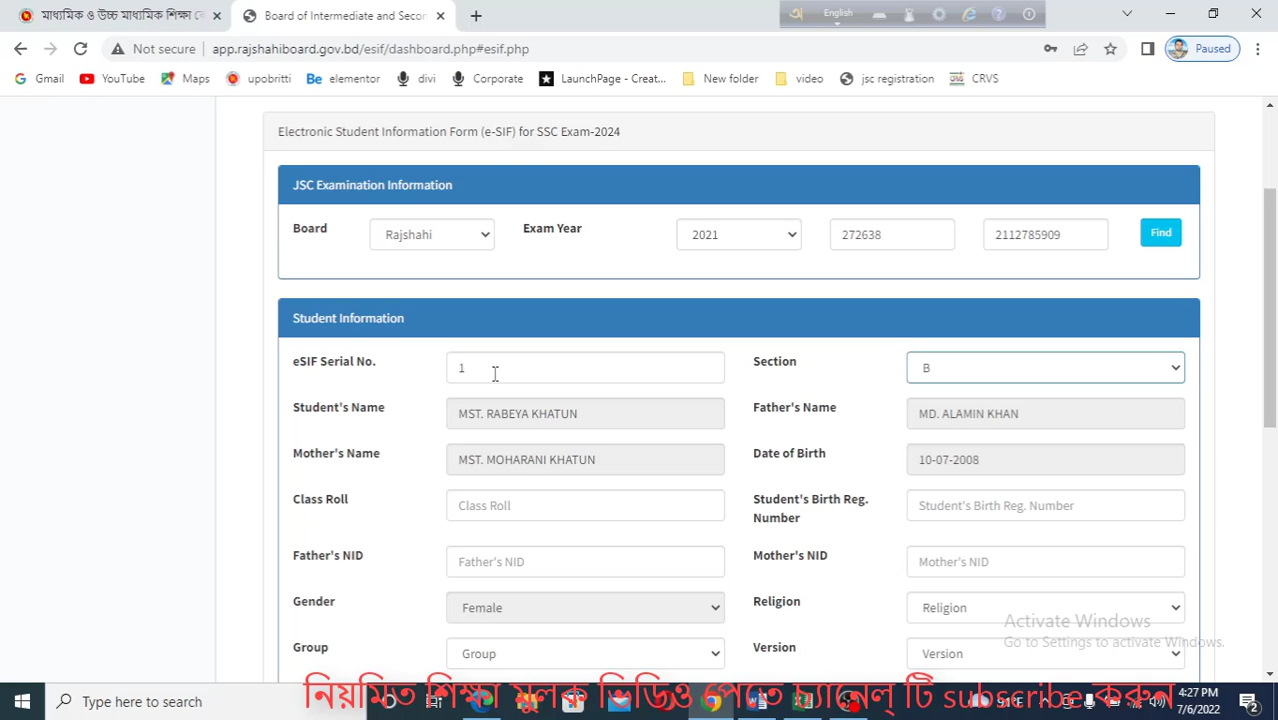 মাধ্যমিক ও উচ্চ মাধ্যমিক শিক্ষা বো
Board of Intermediate and Secon
English
Not secure
app.rajshahiboard.gov.bd/esif/dashboard.php#esif.php
Paused
Gmail
YouTube
Maps
upobritti
elementor
divi
Corporate
LaunchPage - Creat...
New folder
video
jsc registration
CRVS
Electronic Student Information Form (e-SIF) for SSC Exam-2024
JSC Examination Information
Board
Rajshahi
Exam Year
2021
272638
2112785909
Find
Student Information
eSIF Serial No.
1
Section
B
Student's Name
MST. RABEYA KHATUN
Father's Name
MD. ALAMIN KHAN
Mother's Name
MST. MOHARANI KHATUN
Date of Birth
10-07-2008
Class Roll
Class Roll
Student's Birth Reg. Number
Student's Birth Reg. Number
Father's NID
Father's NID
Mother's NID
Mother's NID
Gender
Female
Religion
Religion
Activate Windows
Go to Settings to activate Windows.
Group
Group
Version
Version
নিয়মিত শিক্ষা মুলক ভিডিও পেতে চ্যানেল্ টি subscribe করুন
Type here to search
91°F
4:27 PM
7/6/2022
2